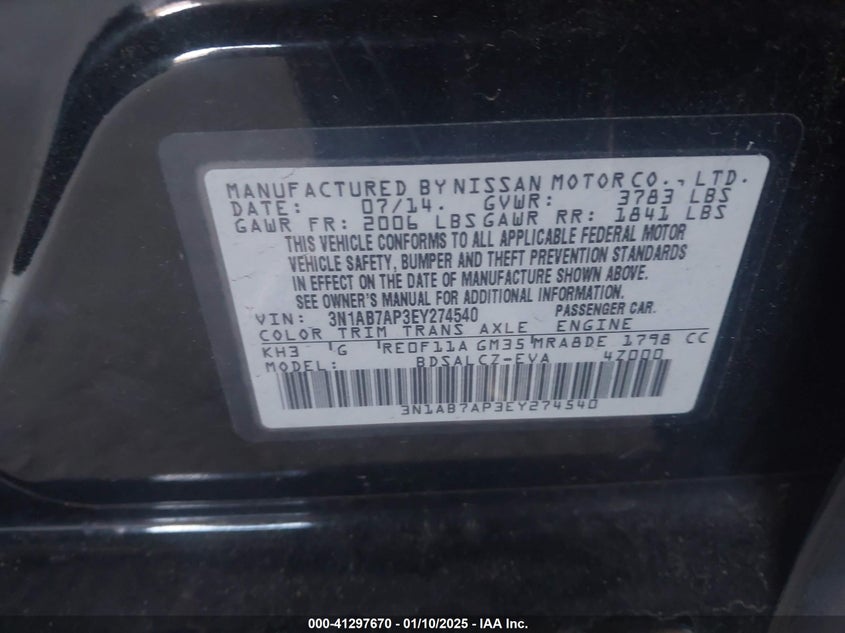 MANUFACTURED BY NISSAN MOTOR CO., LTD.
DATE: 07/14. GVWR: 3783 LBS
GAWR FR: 2006 LBS GAWR RR: 1841 LBS
THIS VEHICLE CONFORMS TO ALL APPLICABLE FEDERAL MOTOR
VEHICLE SAFETY, BUMPER AND THEFT PREVENTION STANDARDS
IN EFFECT ON THE DATE OF MANUFACTURE SHOWN ABOVE.
SEE OWNER'S MANUAL FOR ADDITIONAL INFORMATION.
VIN: 3N1AB7AP3EY274540 PASSENGER CAR.
COLOR TRIM TRANS AXLE ENGINE
KH3 G RE0F11A GM35 MRA8DE 1798 CC
MODEL: BDSALCZ-EVA 4Z000
3N1AB7AP3EY274540
000-41297670 — 01/10/2025 — IAA Inc.